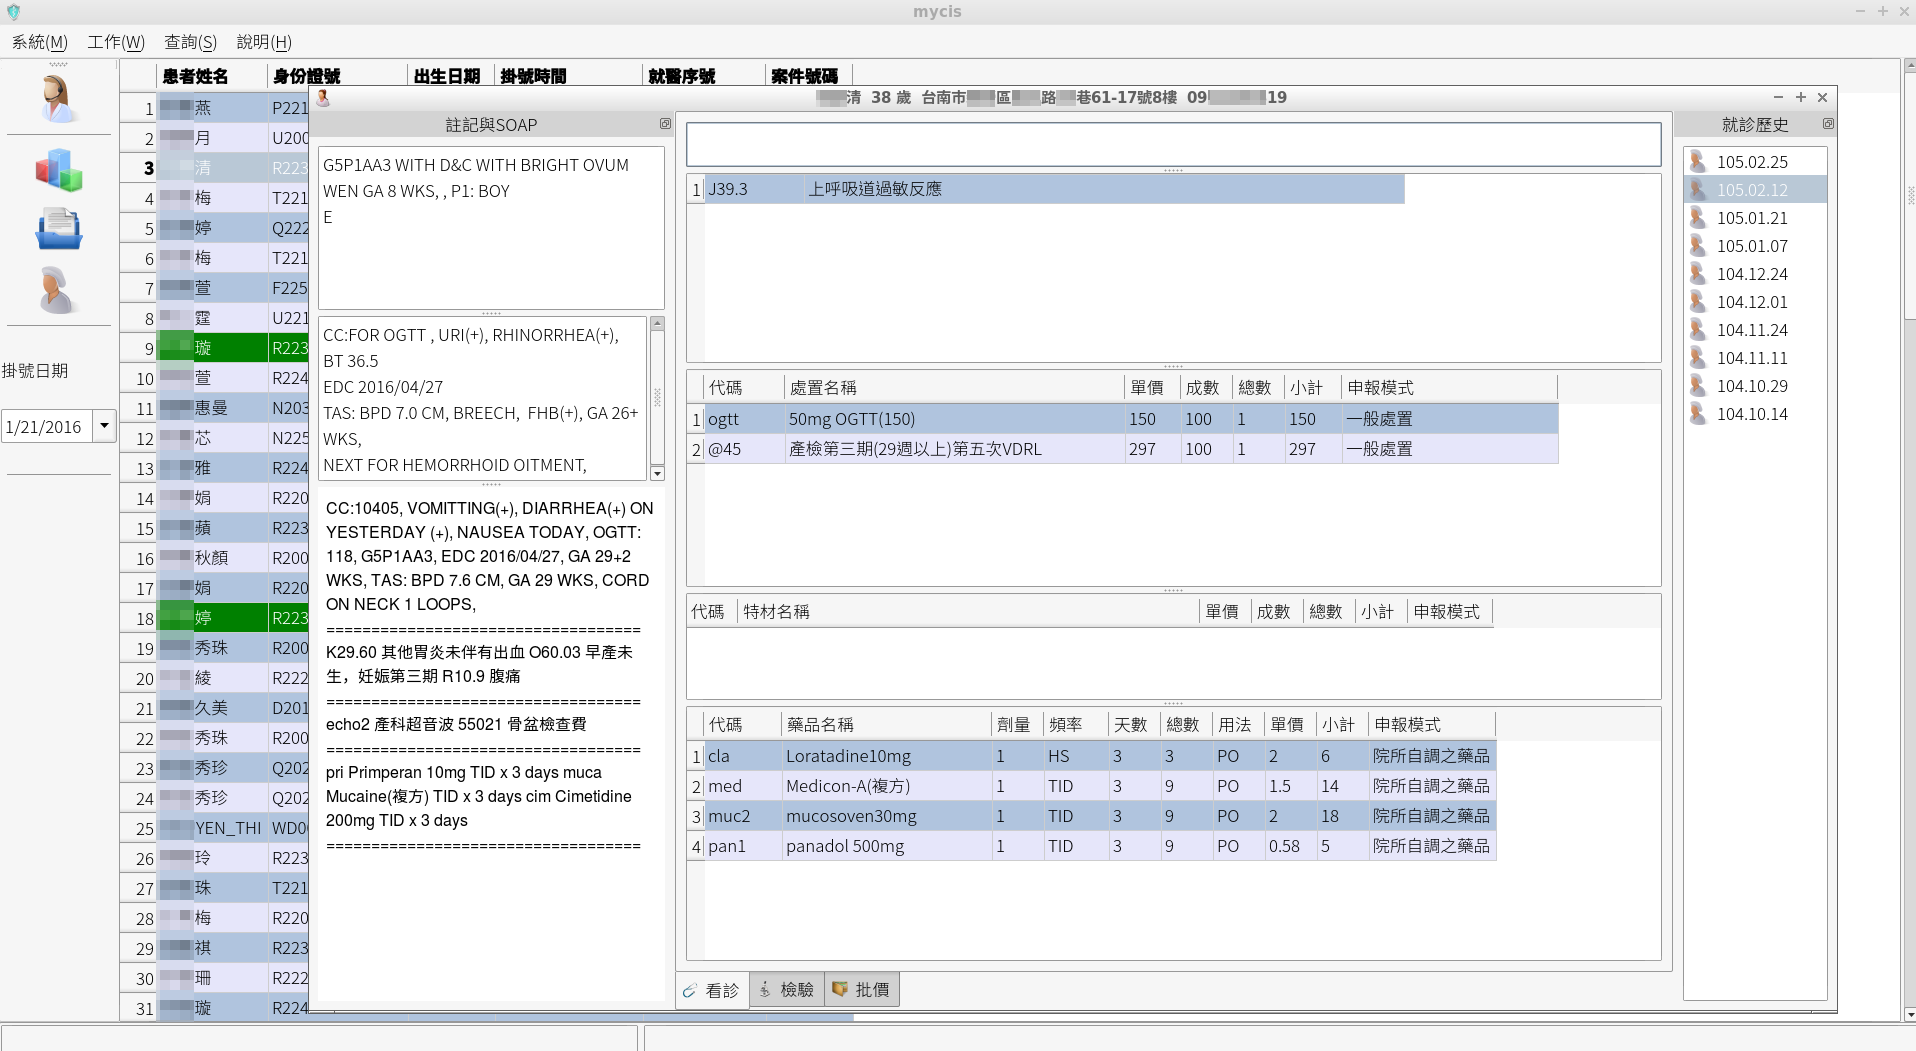 mycis
系統(M) 工作(W) 查詢(S) 說明(H)
患者姓名 身份證號 出生日期 掛號時間 就醫序號 案件號碼
掛號日期
1/21/2016
1 燕 P221
2 月 U200
3 清 R223
4 梅 T221
5 婷 Q222
6 梅 T221
7 萱 F225
8 霆 U221
9 璇 R223
10 萱 R224
11 惠曼 N203
12 芯 N225
13 雅 R224
14 娟 R220
15 蘋 R223
16 秋顏 R200
17 娟 R220
18 婷 R223
19 秀珠 R200
20 綾 R222
21 久美 D201
22 秀珠 R200
23 秀珍 Q202
24 秀珍 Q202
25 YEN_THI WD0
26 玲 R223
27 珠 T221
28 梅 R220
29 祺 R223
30 珊 R222
31 璇 R224
清 38 歲 台南市 區 路 巷61-17號8樓 09 19
註記與SOAP
G5P1AA3 WITH D&C WITH BRIGHT OVUM
WEN GA 8 WKS, , P1: BOY
E
CC:FOR OGTT , URI(+), RHINORRHEA(+),
BT 36.5
EDC 2016/04/27
TAS: BPD 7.0 CM, BREECH, FHB(+), GA 26+
WKS,
NEXT FOR HEMORRHOID OITMENT,
CC:10405, VOMITTING(+), DIARRHEA(+) ON
YESTERDAY (+), NAUSEA TODAY, OGTT:
118, G5P1AA3, EDC 2016/04/27, GA 29+2
WKS, TAS: BPD 7.6 CM, GA 29 WKS, CORD
ON NECK 1 LOOPS,
===================================
K29.60 其他胃炎未伴有出血 O60.03 早產未
生，妊娠第三期 R10.9 腹痛
===================================
echo2 產科超音波 55021 骨盆檢查費
===================================
pri Primperan 10mg TID x 3 days muca
Mucaine(複方) TID x 3 days cim Cimetidine
200mg TID x 3 days
===================================
1 J39.3 上呼吸道過敏反應
代碼 處置名稱 單價 成數 總數 小計 申報模式
1 ogtt 50mg OGTT(150) 150 100 1 150 一般處置
2 @45 產檢第三期(29週以上)第五次VDRL 297 100 1 297 一般處置
代碼 特材名稱 單價 成數 總數 小計 申報模式
代碼 藥品名稱 劑量 頻率 天數 總數 用法 單價 小計 申報模式
1 cla Loratadine10mg 1 HS 3 3 PO 2 6 院所自調之藥品
2 med Medicon-A(複方) 1 TID 3 9 PO 1.5 14 院所自調之藥品
3 muc2 mucosoven30mg 1 TID 3 9 PO 2 18 院所自調之藥品
4 pan1 panadol 500mg 1 TID 3 9 PO 0.58 5 院所自調之藥品
看診 檢驗 批價
就診歷史
105.02.25
105.02.12
105.01.21
105.01.07
104.12.24
104.12.01
104.11.24
104.11.11
104.10.29
104.10.14